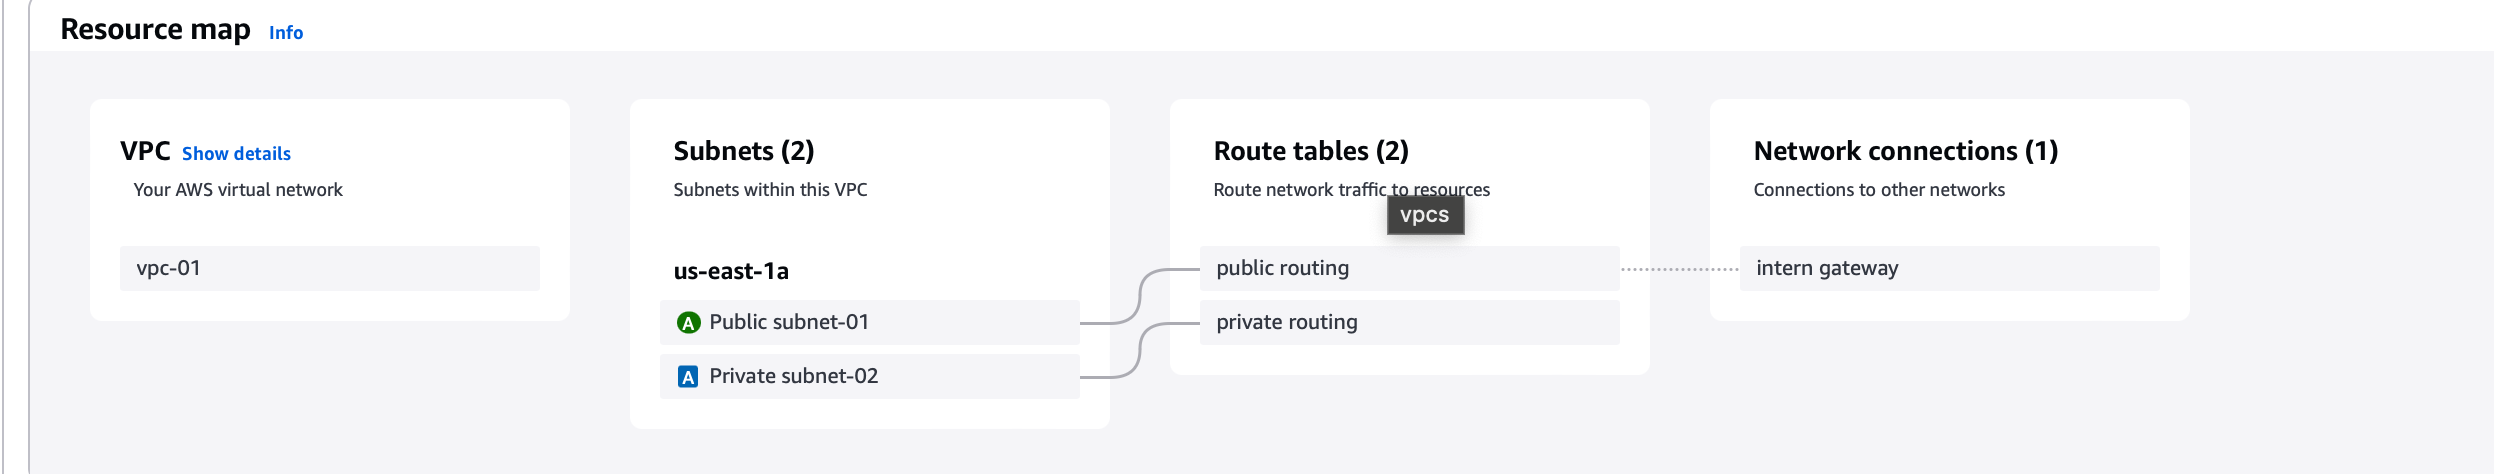 Resource map Info
VPC Show details
Your AWS virtual network
vpc-01
Subnets (2)
Subnets within this VPC
us-east-1a
A Public subnet-01
A Private subnet-02
Route tables (2)
Route network traffic to resources
vpcs
public routing
private routing
Network connections (1)
Connections to other networks
intern gateway